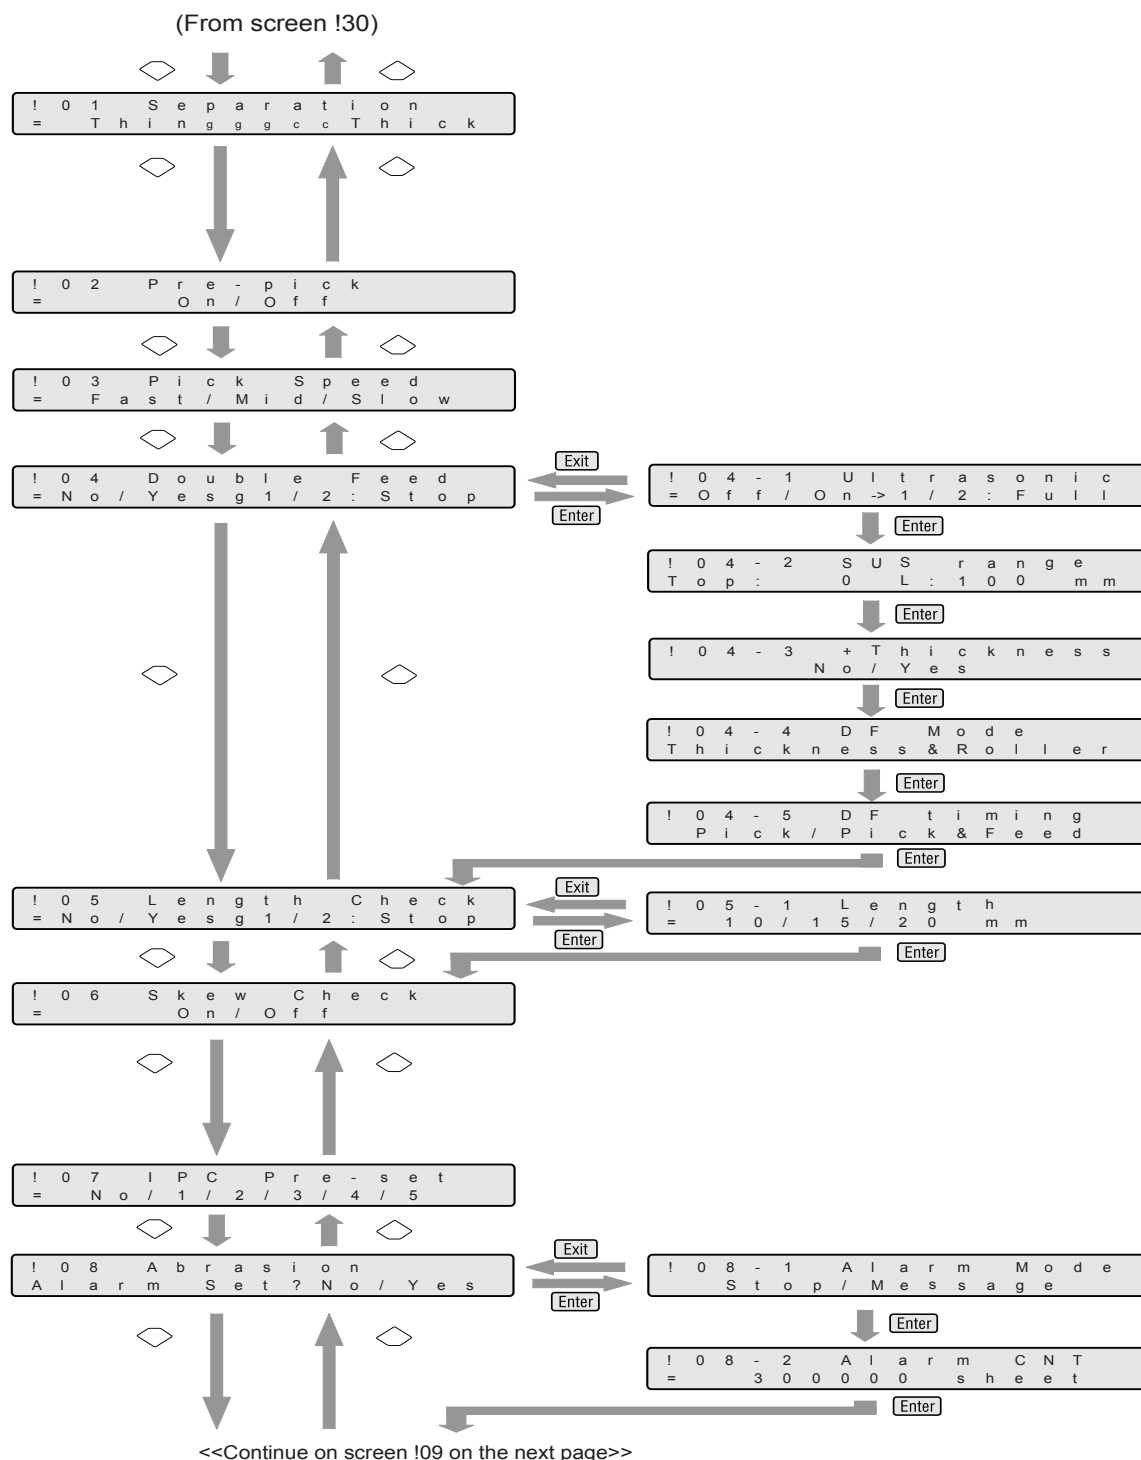 (From screen !30)
!01 Separation
= ThingggccThick
!02 Pre-pick
= On/Off
!03 Pick Speed
= Fast/Mid/Slow
!04 Double Feed
=No/Yesg1/2:Stop
Exit
Enter
!04-1 Ultrasonic
=Off/On->1/2:Full
Enter
!04-2 SUS range
Top: 0 L:100 mm
Enter
!04-3 +Thickness
No/Yes
Enter
!04-4 DF Mode
Thickness&Roller
Enter
!04-5 DF timing
Pick/Pick&Feed
Enter
!05 Length Check
=No/Yesg1/2:Stop
Exit
Enter
!05-1 Length
= 10/15/20 mm
Enter
!06 Skew Check
= On/Off
!07 IPC Pre-set
= No/1/2/3/4/5
!08 Abrasion
Alarm Set?No/Yes
Exit
Enter
!08-1 Alarm Mode
Stop/Message
Enter
!08-2 Alarm CNT
= 300000 sheet
Enter
<<Continue on screen !09 on the next page>>